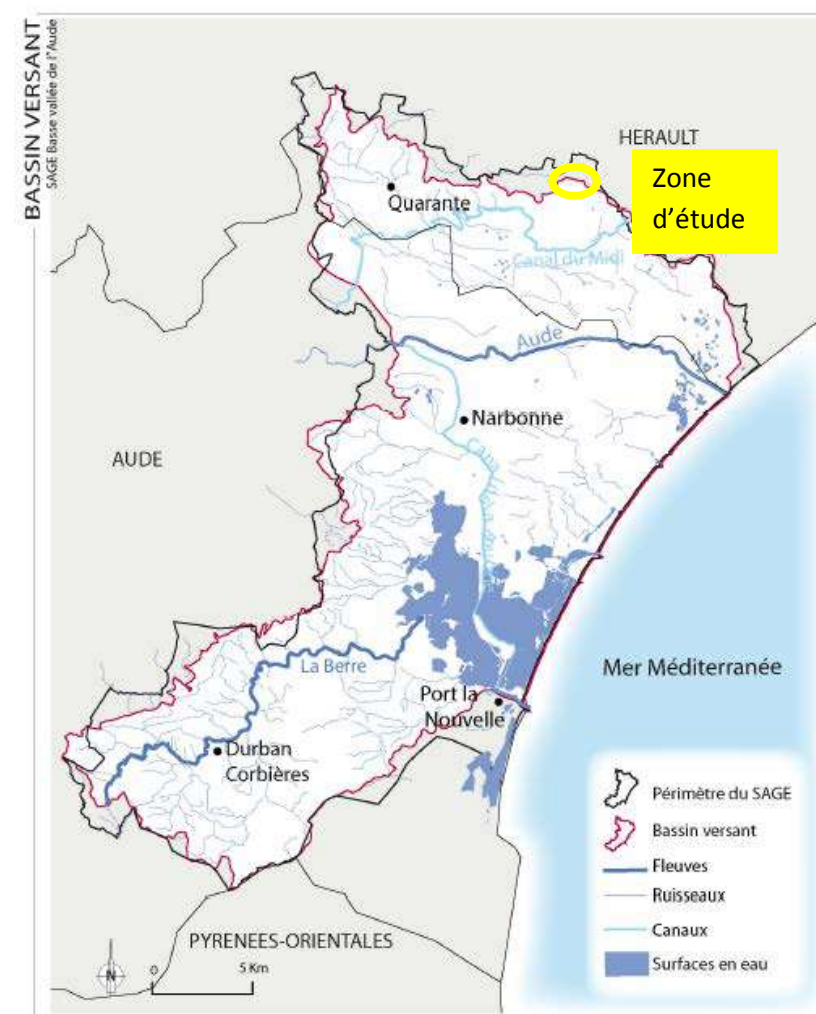 BASSIN VERSANT
SAGE Basse vallée de l'Aude
HERAULT
Zone
d'étude
Quarante
Canal du Midi
Aude
Narbonne
AUDE
La Berre
Mer Méditerranée
Port la
Nouvelle
Durban
Corbières
Périmètre du SAGE
Bassin versant
Fleuves
Ruisseaux
Canaux
Surfaces en eau
PYRENEES-ORIENTALES
N
0
5 Km